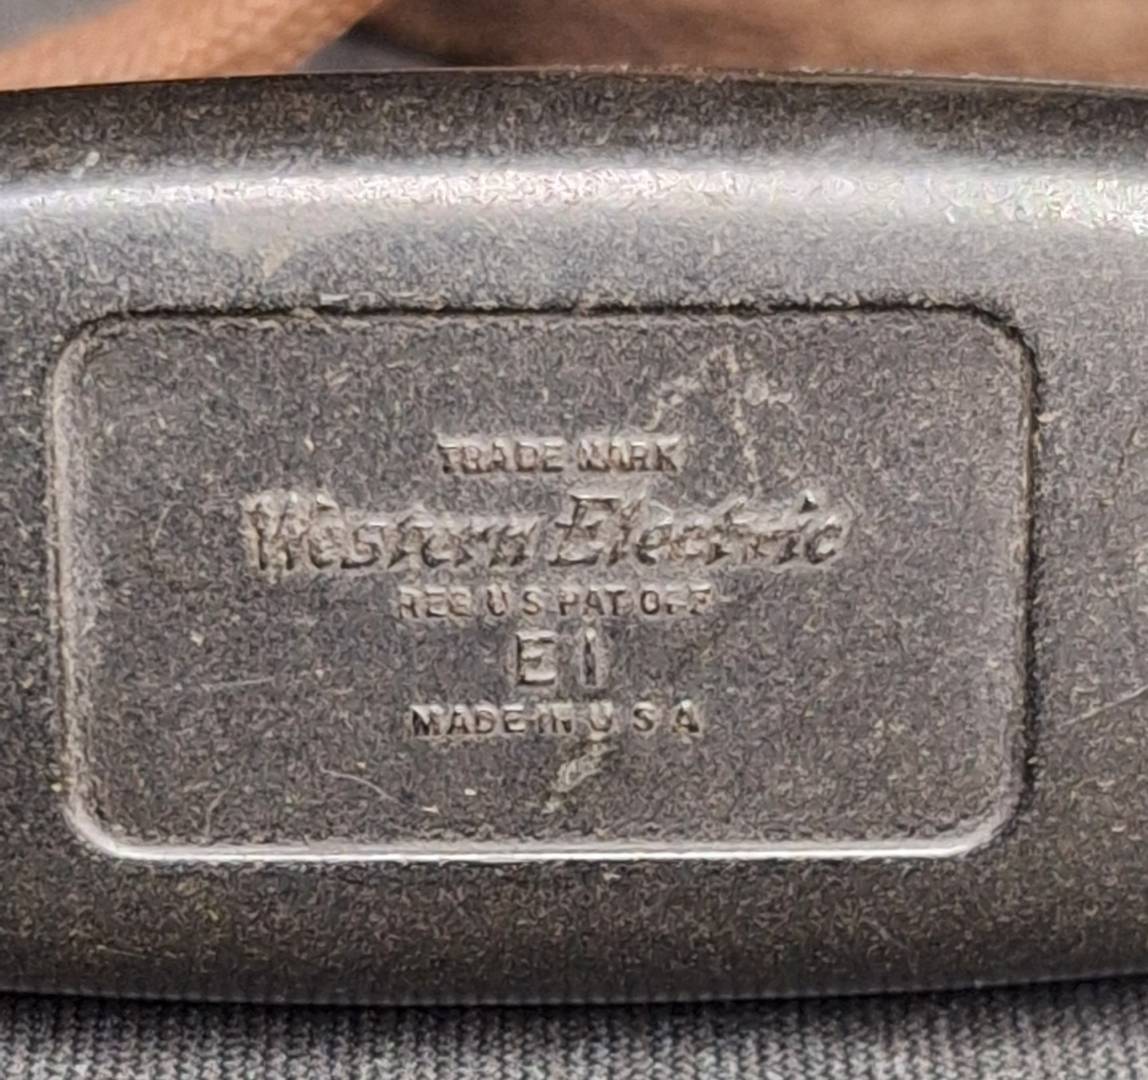 TRADE MARK
Western Electric
REG U S PAT OFF
E1
MADE IN U S A